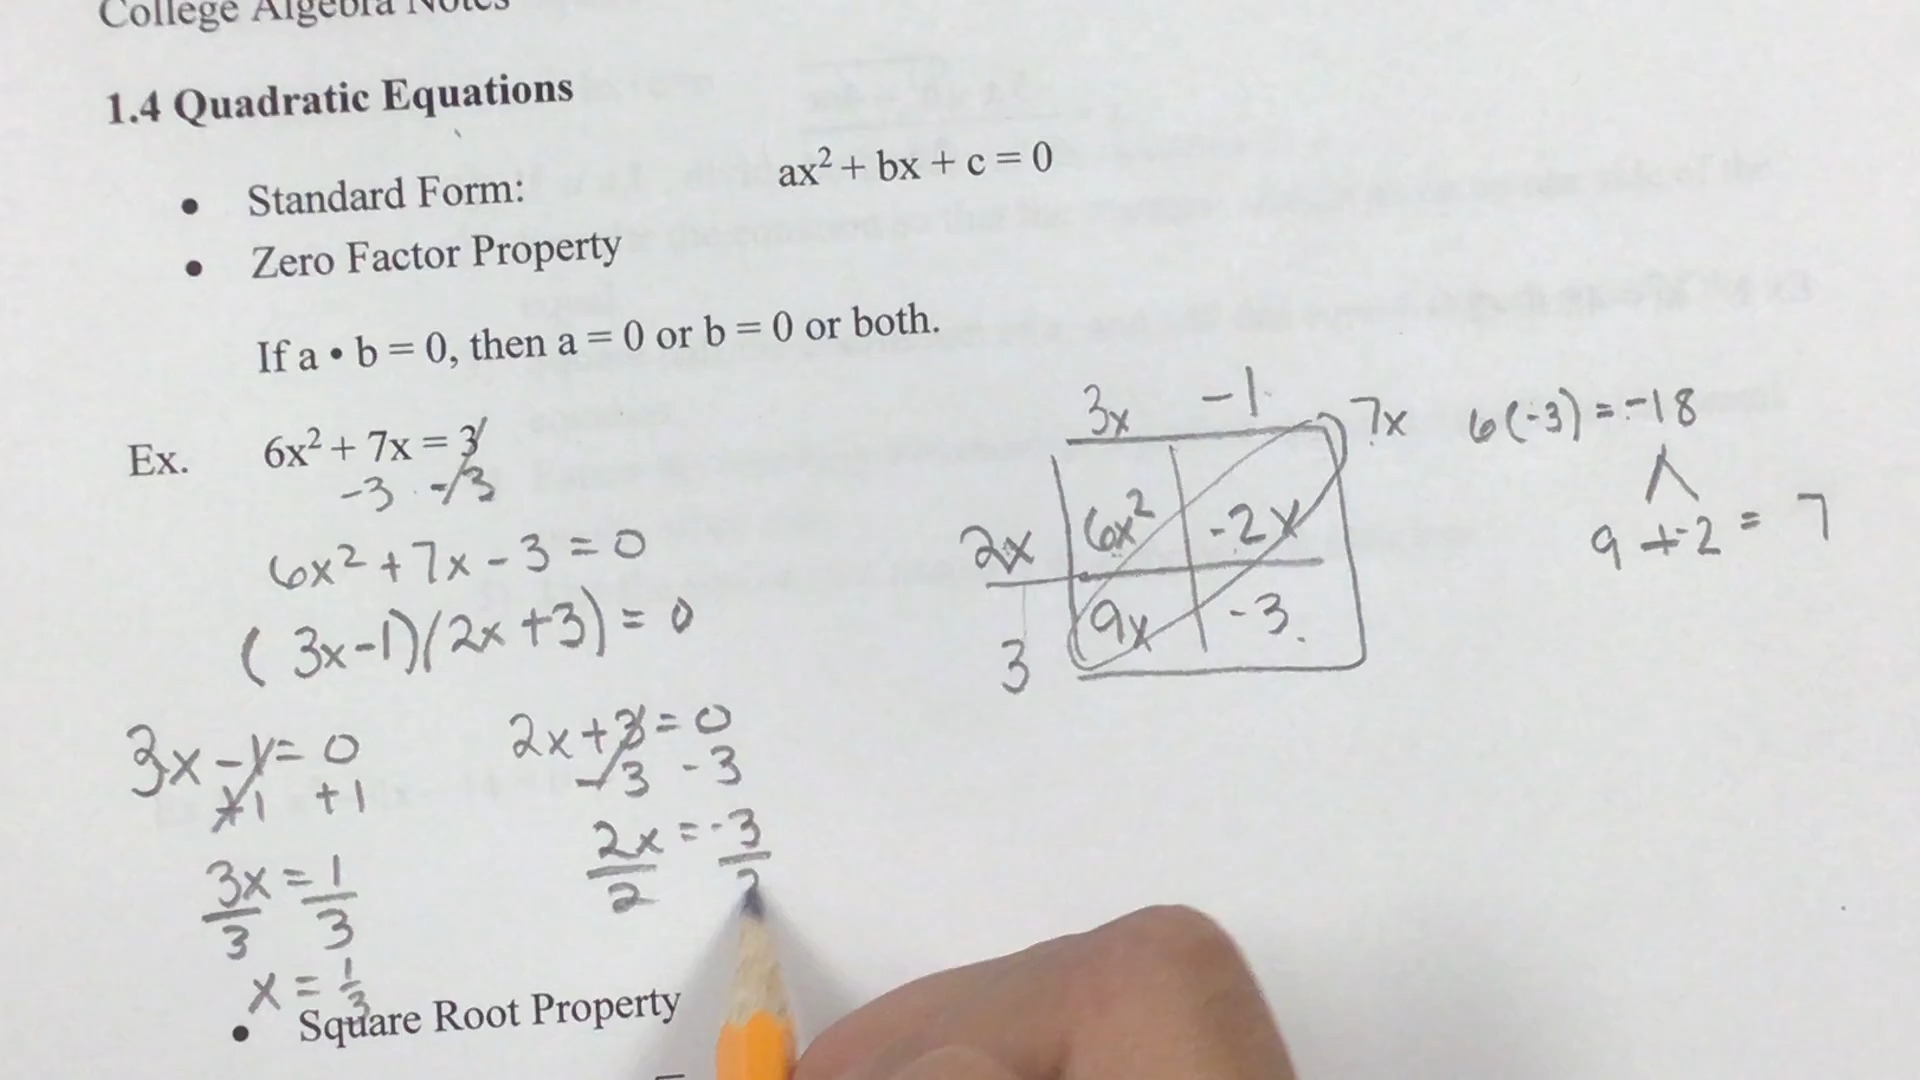 College Algebra Notes
1.4 Quadratic Equations
• Standard Form: ax² + bx + c = 0
• Zero Factor Property
If a • b = 0, then a = 0 or b = 0 or both.
Ex. 6x² + 7x = 3
-3 -3
6x² + 7x - 3 = 0
(3x-1)(2x+3) = 0
3x - 1 = 0
+1 +1
3x = 1
3 3
x = 1/3
2x + 3 = 0
-3 -3
2x = -3
2 2
3x -1
7x
2x 6x² -2x
3 9x -3
6(-3) = -18
9 + -2 = 7
• Square Root Property